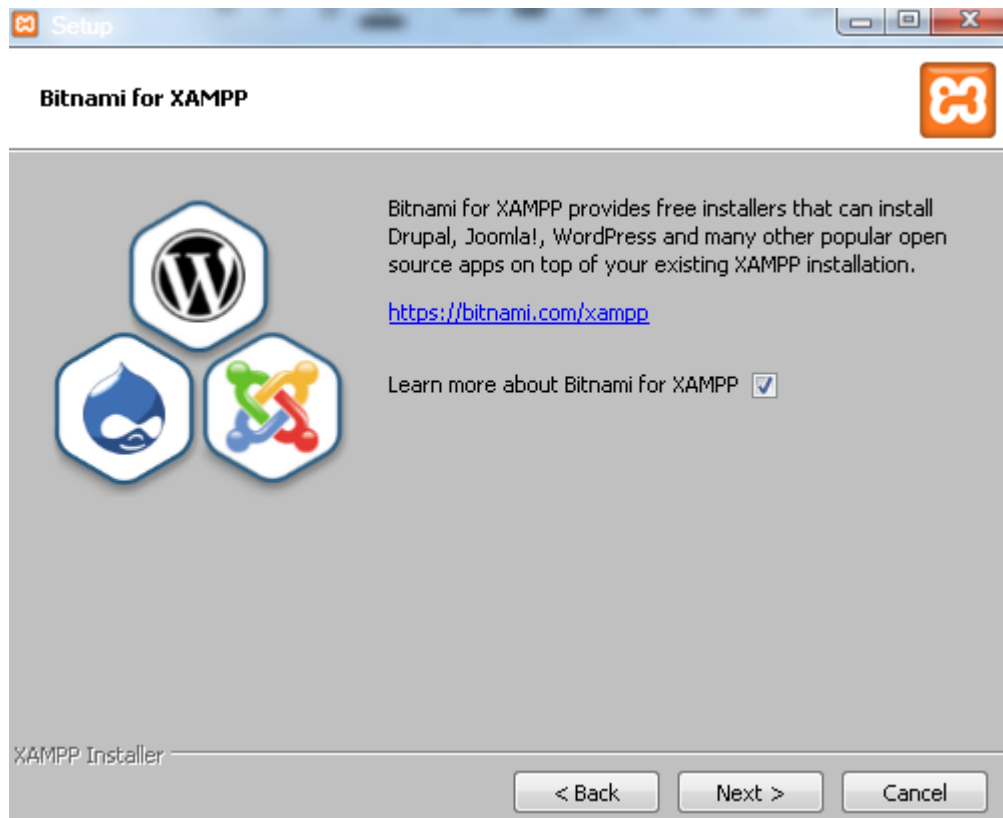 Setup
Bitnami for XAMPP
Bitnami for XAMPP provides free installers that can install
Drupal, Joomla!, WordPress and many other popular open
source apps on top of your existing XAMPP installation.
https://bitnami.com/xampp
Learn more about Bitnami for XAMPP
XAMPP Installer
< Back
Next >
Cancel